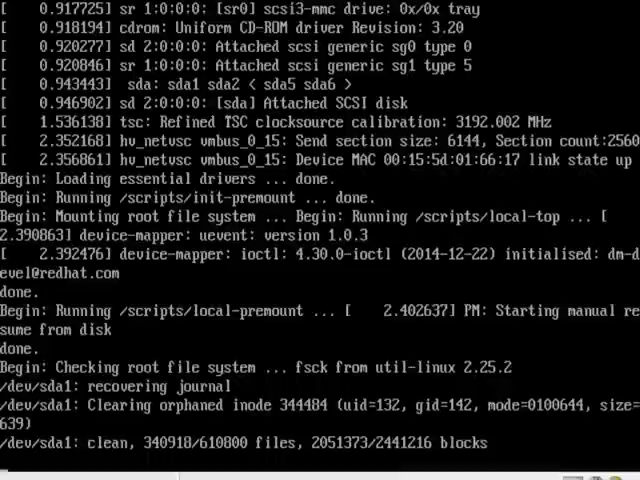 [    0.917725] sr 1:0:0:0: [sr0] scsi3-mmc drive: 0x/0x tray
[    0.918194] cdrom: Uniform CD-ROM driver Revision: 3.20
[    0.920277] sd 2:0:0:0: Attached scsi generic sg0 type 0
[    0.920846] sr 1:0:0:0: Attached scsi generic sg1 type 5
[    0.943443]  sda: sda1 sda2 < sda5 sda6 >
[    0.946902] sd 2:0:0:0: [sda] Attached SCSI disk
[    1.536138] tsc: Refined TSC clocksource calibration: 3192.002 MHz
[    2.352168] hv_netvsc vmbus_0_15: Send section size: 6144, Section count:2560
[    2.356861] hv_netvsc vmbus_0_15: Device MAC 00:15:5d:01:66:17 link state up
Begin: Loading essential drivers ... done.
Begin: Running /scripts/init-premount ... done.
Begin: Mounting root file system ... Begin: Running /scripts/local-top ... [
2.390863] device-mapper: uevent: version 1.0.3
[    2.392476] device-mapper: ioctl: 4.30.0-ioctl (2014-12-22) initialised: dm-d
evel@redhat.com
done.
Begin: Running /scripts/local-premount ... [    2.402637] PM: Starting manual re
sume from disk
done.
Begin: Checking root file system ... fsck from util-linux 2.25.2
/dev/sda1: recovering journal
/dev/sda1: Clearing orphaned inode 344484 (uid=132, gid=142, mode=0100644, size=
639)
/dev/sda1: clean, 340918/610800 files, 2051373/2441216 blocks